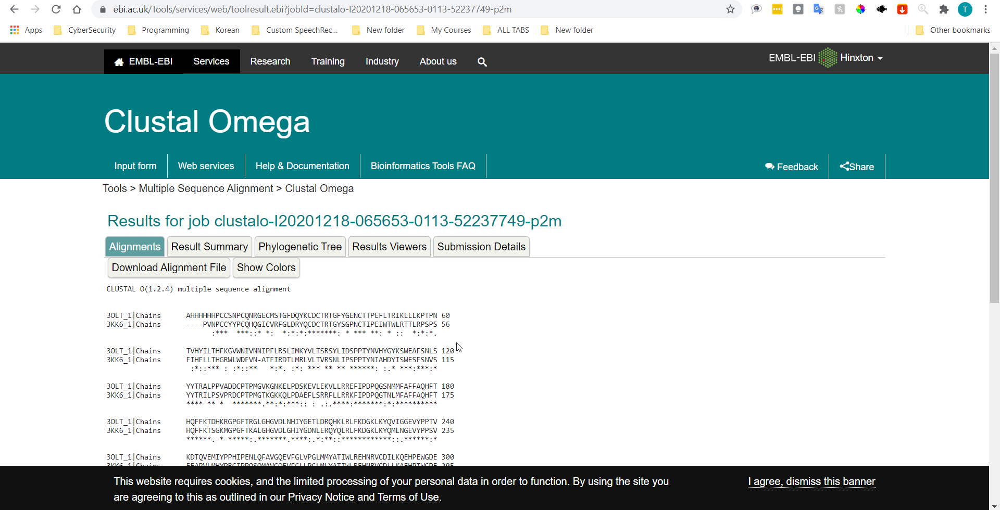 ebi.ac.uk/Tools/services/web/toolresult.ebi?jobId=clustalo-I20201218-065653-0113-52237749-p2m
T
Apps CyberSecurity Programming Korean Custom SpeechRec... New folder My Courses ALL TABS New folder Other bookmarks
EMBL-EBI Services Research Training Industry About us EMBL-EBI Hinxton
Clustal Omega
Input form Web services Help & Documentation Bioinformatics Tools FAQ Feedback Share
Tools > Multiple Sequence Alignment > Clustal Omega
Results for job clustalo-I20201218-065653-0113-52237749-p2m
Alignments Result Summary Phylogenetic Tree Results Viewers Submission Details
Download Alignment File Show Colors
CLUSTAL O(1.2.4) multiple sequence alignment
3OLT_1|Chains AHHHHHHPCCSNPCQNRGECMSTGFDQYKCDCTRTGFYGENCTTPEFLTRIKLLLKPTPN 60
3KK6_1|Chains ----PVNPCCYYPCQHQGICVRFGLDRYQCDCTRTGYSGPNCTIPEIWTWLRTTLRPSPS 56
:*** ***::* *: *:*:*:*******: * *** **: * :: *:*:*.
3OLT_1|Chains TVHYILTHFKGVWNIVNNIPFLRSLIMKYVLTSRSYLIDSPPTYNVHYGYKSWEAFSNLS 120
3KK6_1|Chains FIHFLLTHGRWLWDFVN-ATFIRDTLMRLVLTVRSNLIPSPPTYNIAHDYISWESFSNVS 115
:*::*** : :*::** *:*. :*: *** ** ** ******: :.* ***:***:*
3OLT_1|Chains YYTRALPPVADDCPTPMGVKGNKELPDSKEVLEKVLLRREFIPDPQGSNMMFAFFAQHFT 180
3KK6_1|Chains YYTRILPSVPRDCPTPMGTKGKKQLPDAEFLSRRFLLRRKFIPDPQGTNLMFAFFAQHFT 175
**** ** * *******.**:*:***:: : .:.****:*******:*:**********
3OLT_1|Chains HQFFKTDHKRGPGFTRGLGHGVDLNHIYGETLDRQHKLRLFKDGKLKYQVIGGEVYPPTV 240
3KK6_1|Chains HQFFKTSGKMGPGFTKALGHGVDLGHIYGDNLERQYQLRLFKDGKLKYQMLNGEVYPPSV 235
******. * *****:.*******.****:.*:**::************::.******:*
3OLT_1|Chains KDTQVEMIYPPHIPENLQFAVGQEVFGLVPGLMMYATIWLREHNRVCDILKQEHPEWGDE 300
This website requires cookies, and the limited processing of your personal data in order to function. By using the site you
are agreeing to this as outlined in our Privacy Notice and Terms of Use.
I agree, dismiss this banner